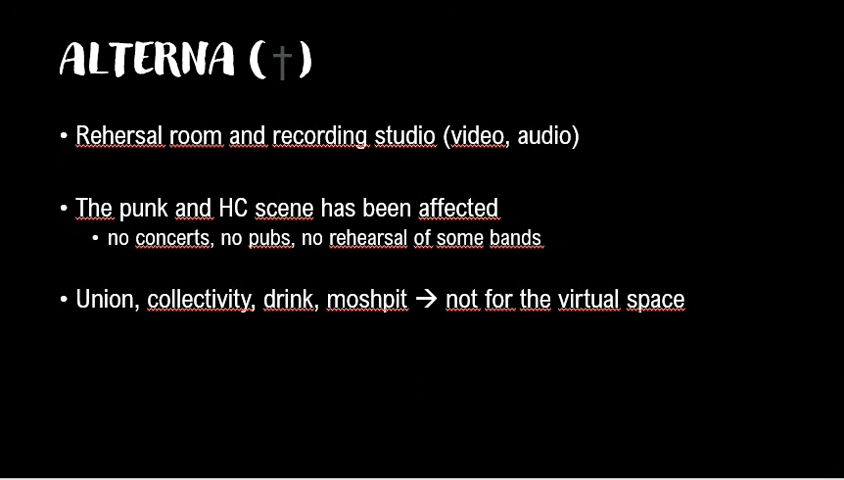 ALTERNA (†)
• Rehersal room and recording studio (video, audio)
• The punk and HC scene has been affected
• no concerts, no pubs, no rehearsal of some bands
• Union, collectivity, drink, moshpit → not for the virtual space